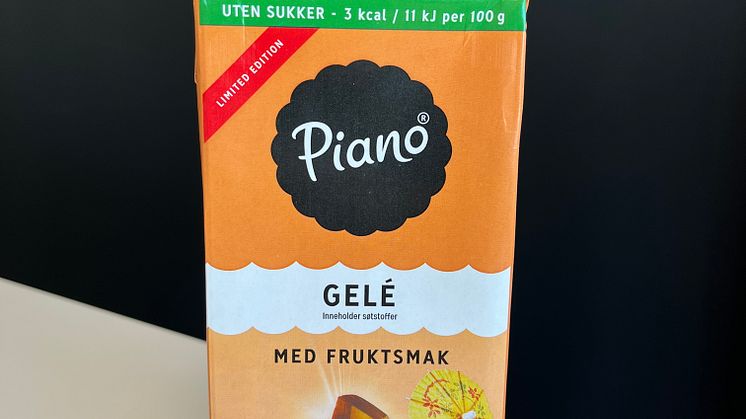 UTEN SUKKER - 3 kcal / 11 kJ per 100 g
LIMITED EDITION
Piano®
GELÉ
Inneholder søtstoffer
MED FRUKTSMAK